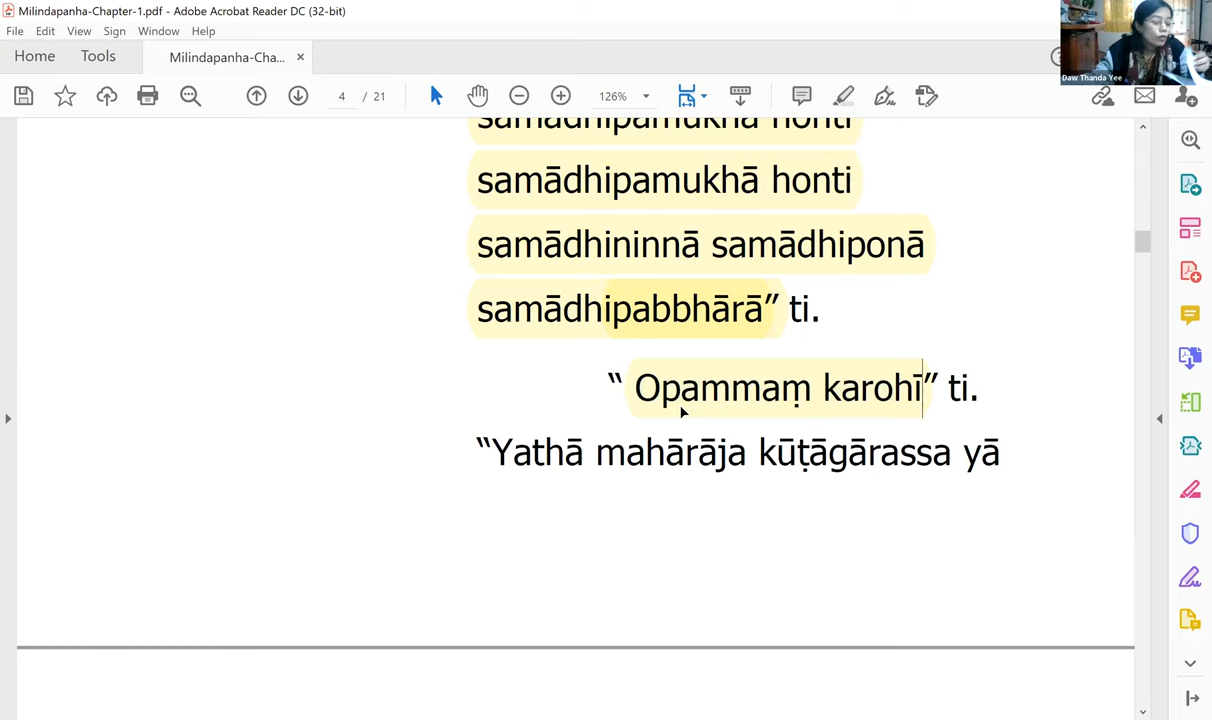 Milindapanha-Chapter-1.pdf - Adobe Acrobat Reader DC (32-bit)
File Edit View Sign Window Help
Home Tools Milindapanha-Cha... ×
4 / 21 126%
Daw Thanda Yee
samādhipamukhā honti
samādhipamukhā honti
samādhininnā samādhiponā
samādhipabbhārā” ti.
“ Opammaṃ karohī” ti.
“Yathā mahārāja kūṭāgārassa yā